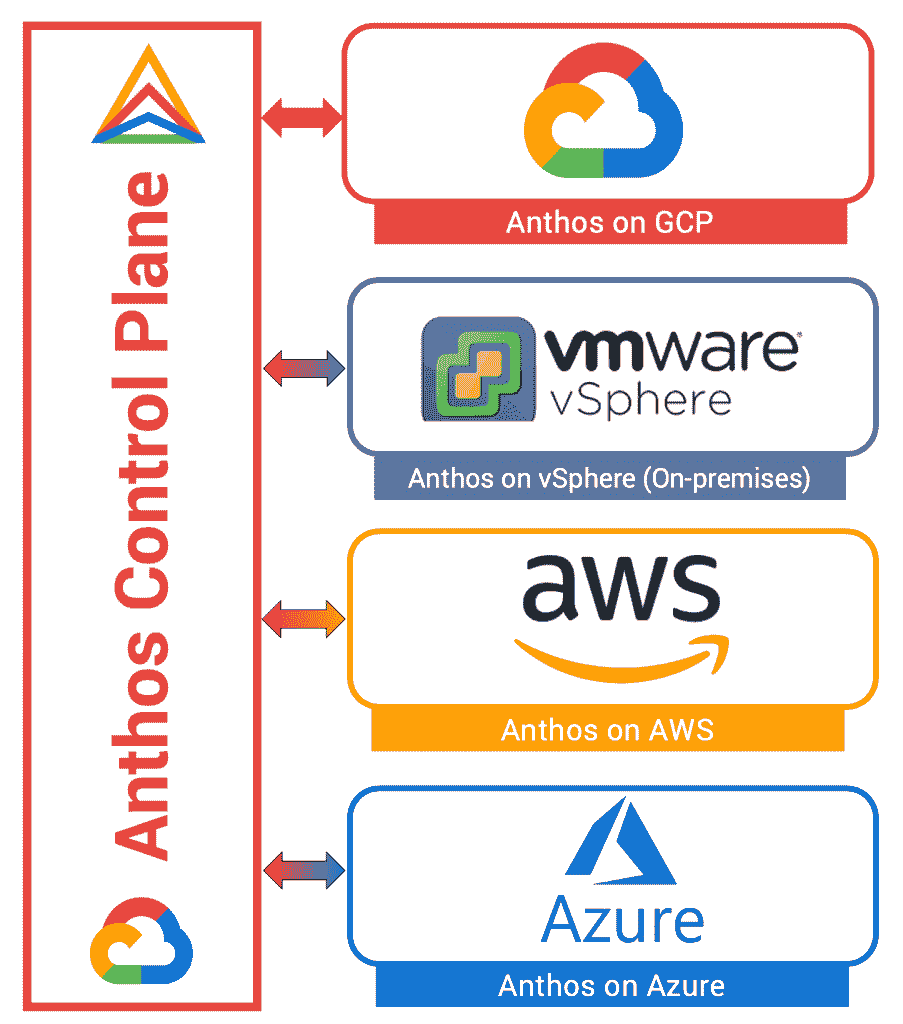 Anthos Control Plane
Anthos on GCP
vmware
vSphere
Anthos on vSphere (On-premises)
aws
Anthos on AWS
Azure
Anthos on Azure